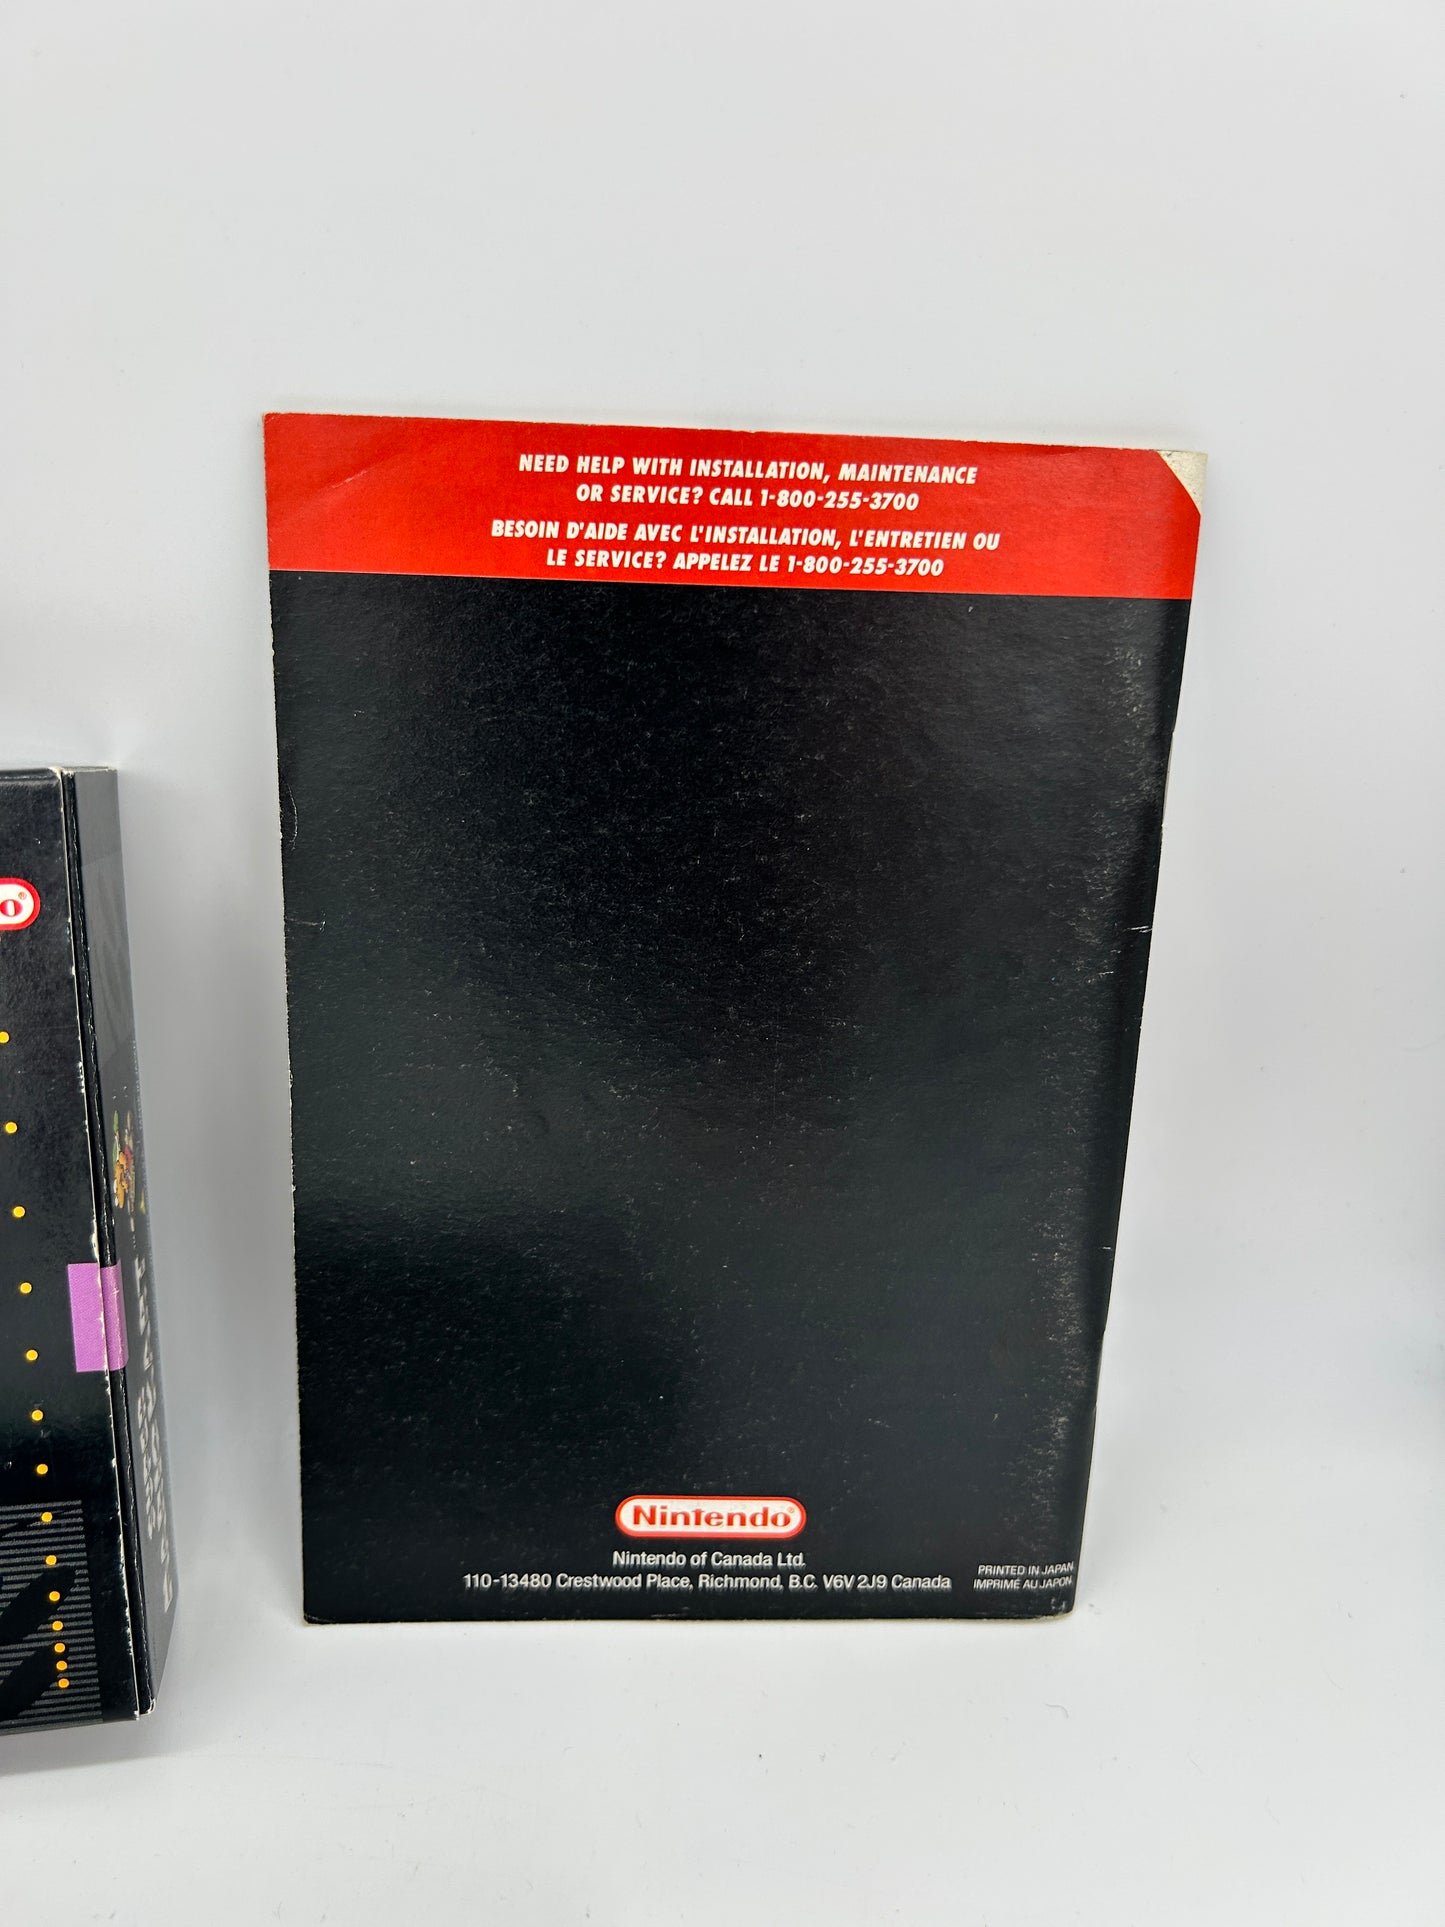 NEED HELP WITH INSTALLATION, MAINTENANCE
OR SERVICE? CALL 1-800-255-3700
BESOIN D'AIDE AVEC L'INSTALLATION, L'ENTRETIEN OU
LE SERVICE? APPELEZ LE 1-800-255-3700
Nintendo®
Nintendo of Canada Ltd.
110-13480 Crestwood Place, Richmond, B.C. V6V 2J9 Canada
PRINTED IN JAPAN
IMPRIMÉ AU JAPON
o®